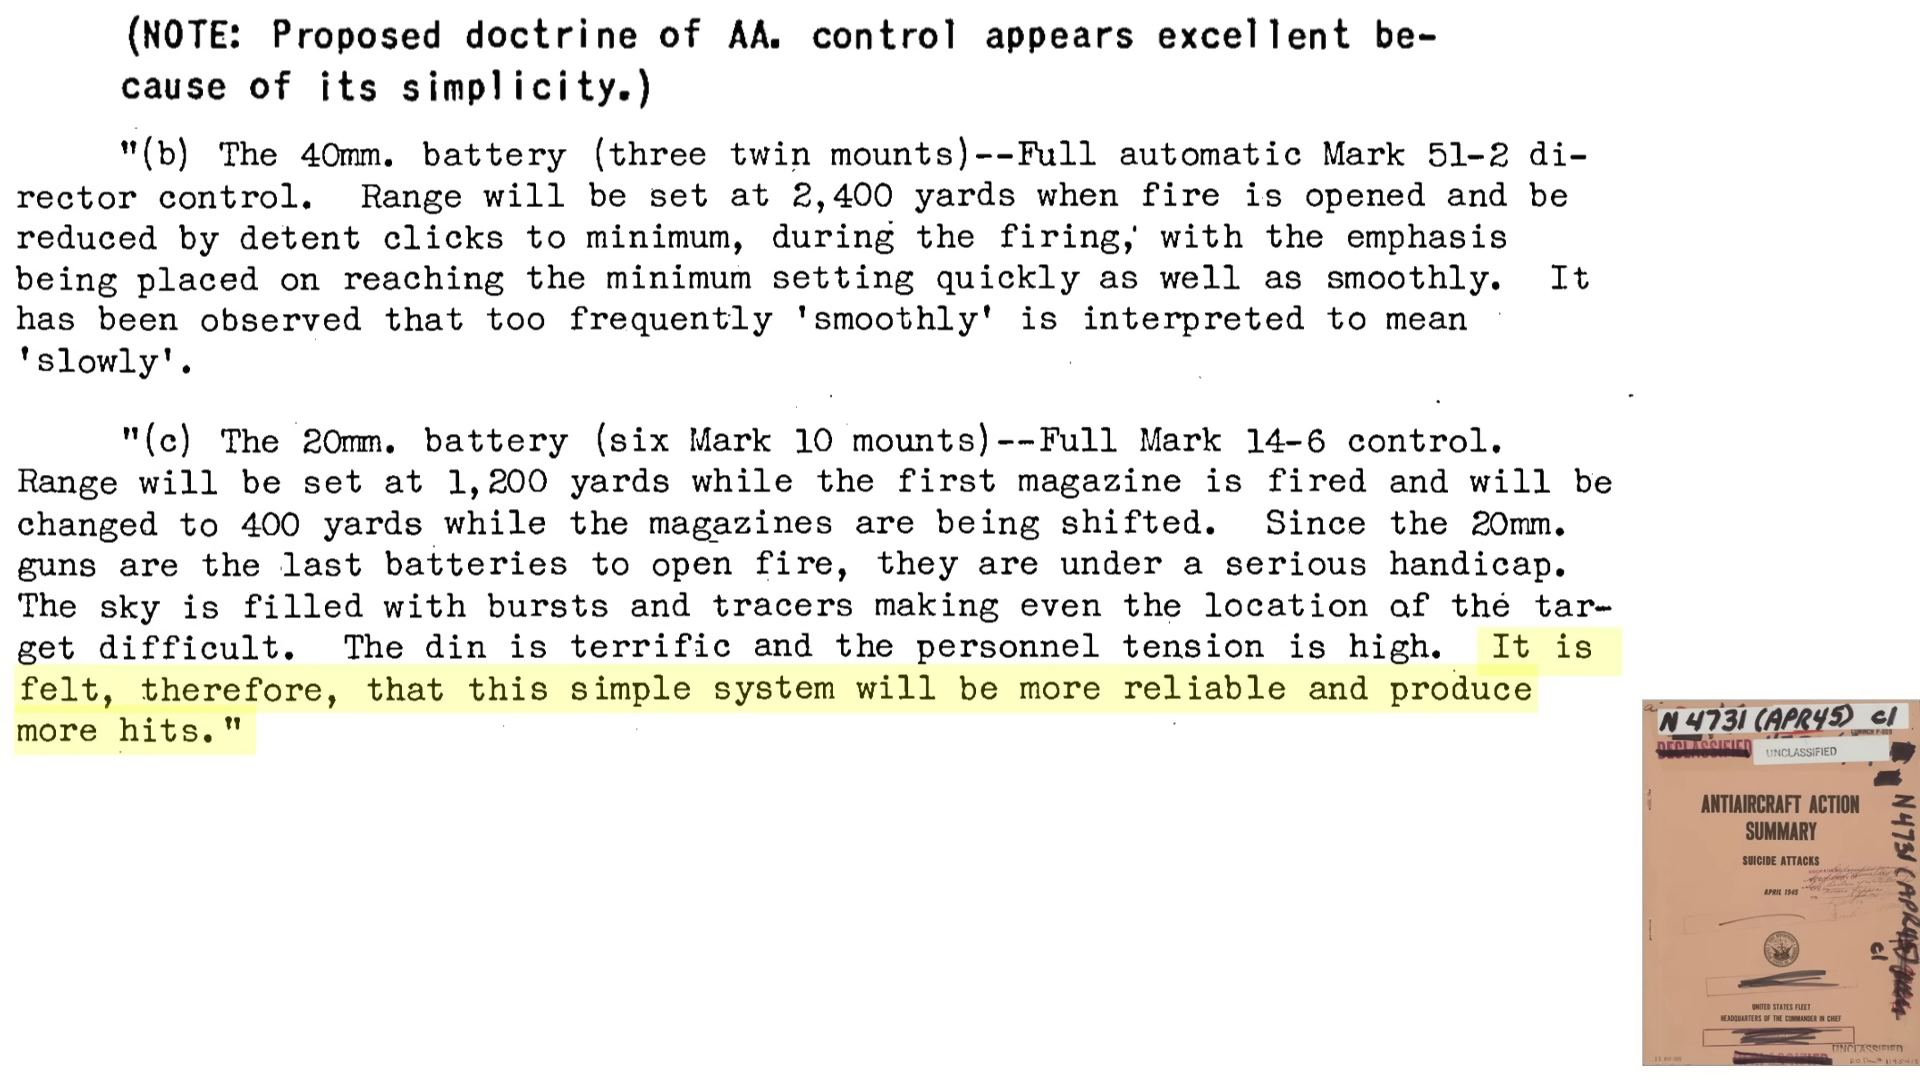 (NOTE: Proposed doctrine of AA. control appears excellent be-
cause of its simplicity.)
"(b) The 40mm. battery (three twin mounts)--Full automatic Mark 51-2 di-
rector control. Range will be set at 2,400 yards when fire is opened and be
reduced by detent clicks to minimum, during the firing, with the emphasis
being placed on reaching the minimum setting quickly as well as smoothly. It
has been observed that too frequently 'smoothly' is interpreted to mean
'slowly'.
"(c) The 20mm. battery (six Mark 10 mounts)--Full Mark 14-6 control.
Range will be set at 1,200 yards while the first magazine is fired and will be
changed to 400 yards while the magazines are being shifted. Since the 20mm.
guns are the last batteries to open fire, they are under a serious handicap.
The sky is filled with bursts and tracers making even the location of the tar-
get difficult. The din is terrific and the personnel tension is high. It is
felt, therefore, that this simple system will be more reliable and produce
more hits."
N 4731 (APR45) c1
DECLASSIFIED
UNCLASSIFIED
ANTIAIRCRAFT ACTION
SUMMARY
SUICIDE ATTACKS
APRIL 1945
N 4731 (APR45)
c1
UNITED STATES FLEET
HEADQUARTERS OF THE COMMANDER IN CHIEF
UNCLASSIFIED